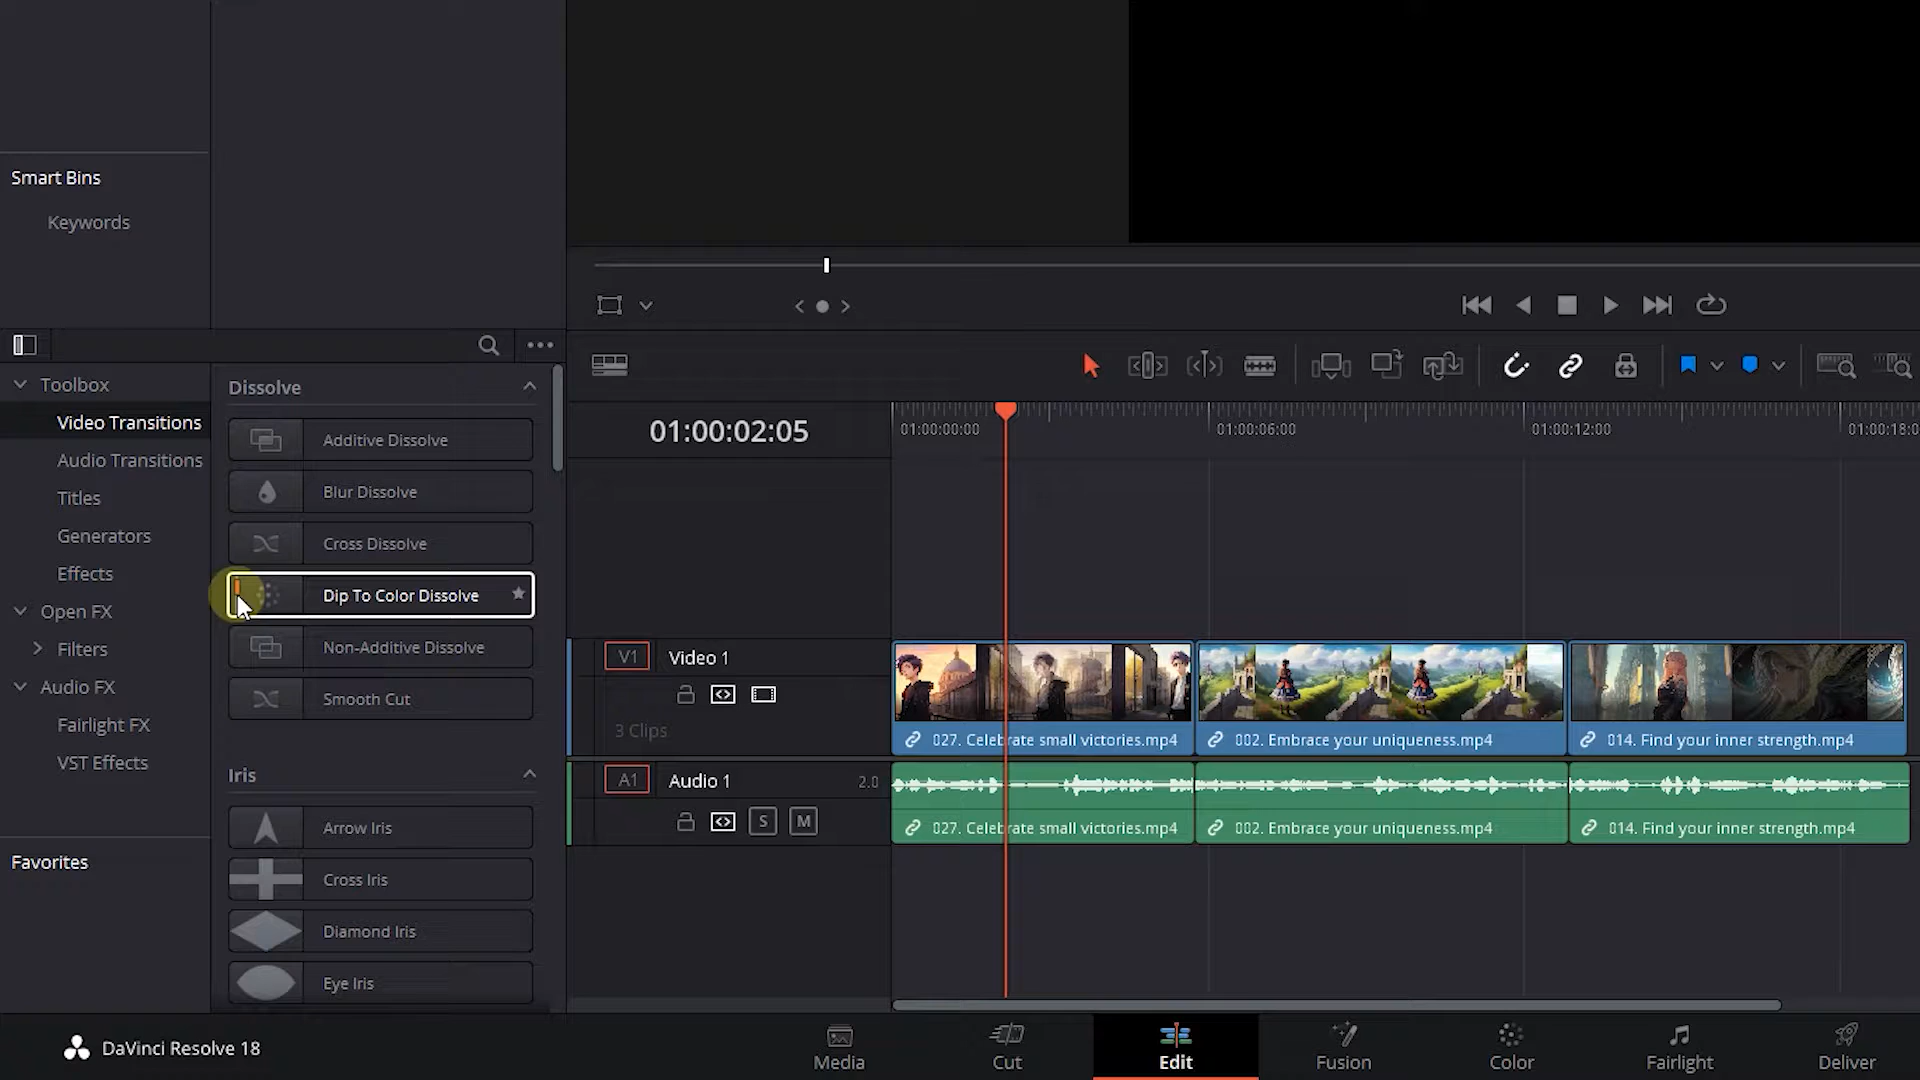 Smart Bins
Keywords
Toolbox
Video Transitions
Audio Transitions
Titles
Generators
Effects
Open FX
Filters
Audio FX
Fairlight FX
VST Effects
Favorites
Dissolve
Additive Dissolve
Blur Dissolve
Cross Dissolve
Dip To Color Dissolve
Non-Additive Dissolve
Smooth Cut
Iris
Arrow Iris
Cross Iris
Diamond Iris
Eye Iris
01:00:02:05
01:00:00:00
01:00:06:00
01:00:12:00
01:00:18:0
V1 Video 1
3 Clips
027. Celebrate small victories.mp4
002. Embrace your uniqueness.mp4
014. Find your inner strength.mp4
A1 Audio 1 2.0
S M
027. Celebrate small victories.mp4
002. Embrace your uniqueness.mp4
014. Find your inner strength.mp4
DaVinci Resolve 18
Media
Cut
Edit
Fusion
Color
Fairlight
Deliver